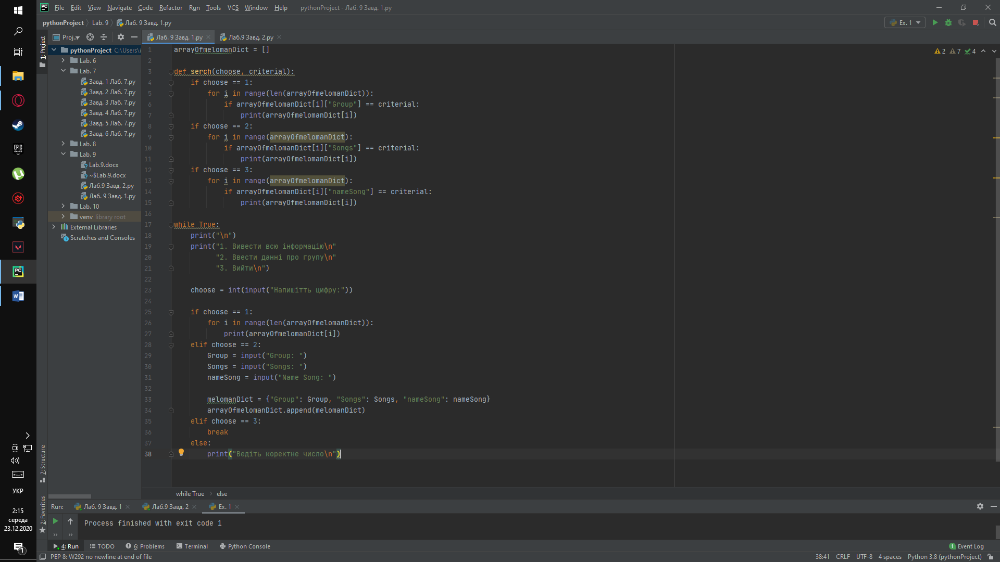 File Edit View Navigate Code Refactor Run Tools VCS Window Help pythonProject - Лаб. 9 Завд. 1.py
pythonProject Lab. 9 Лаб. 9 Завд. 1.py Ex. 1
1: Project
Proj... Лаб. 9 Завд. 1.py Лаб.9 Завд. 2.py
pythonProject C:\Users\i
Lab. 6
Lab. 7
Завд. 1 Лаб. 7.py
Завд. 2 Лаб. 7.py
Завд. 3 Лаб. 7.py
Завд. 4 Лаб. 7.py
Завд. 5 Лаб. 7.py
Завд. 6 Лаб. 7.py
Lab. 8
Lab. 9
Lab.9.docx
~$Lab.9.docx
Лаб.9 Завд. 2.py
Лаб. 9 Завд. 1.py
Lab. 10
venv library root
External Libraries
Scratches and Consoles
2 7 4
1 arrayOfmelomanDict = []
2
3 def serch(choose, criterial):
4 if choose == 1:
5 for i in range(len(arrayOfmelomanDict)):
6 if arrayOfmelomanDict[i]["Group"] == criterial:
7 print(arrayOfmelomanDict[i])
8 if choose == 2:
9 for i in range(arrayOfmelomanDict):
10 if arrayOfmelomanDict[i]["Songs"] == criterial:
11 print(arrayOfmelomanDict[i])
12 if choose == 3:
13 for i in range(arrayOfmelomanDict):
14 if arrayOfmelomanDict[i]["nameSong"] == criterial:
15 print(arrayOfmelomanDict[i])
16
17 while True:
18 print("\n")
19 print("1. Вивести всю інформацію\n"
20 "2. Ввести данні про групу\n"
21 "3. Вийти\n")
22
23 choose = int(input("Напишітть цифру:"))
24
25 if choose == 1:
26 for i in range(len(arrayOfmelomanDict)):
27 print(arrayOfmelomanDict[i])
28 elif choose == 2:
29 Group = input("Group: ")
30 Songs = input("Songs: ")
31 nameSong = input("Name Song: ")
32
33 melomanDict = {"Group": Group, "Songs": Songs, "nameSong": nameSong}
34 arrayOfmelomanDict.append(melomanDict)
35 elif choose == 3:
36 break
37 else:
38 print("Ведіть коректне число\n")
while True else
7: Structure
2: Favorites
Run: Лаб. 9 Завд. 1 Лаб.9 Завд. 2 Ex. 1
Process finished with exit code 1
4: Run TODO 6: Problems Terminal Python Console 1 Event Log
PEP 8: W292 no newline at end of file 38:41 CRLF UTF-8 4 spaces Python 3.8 (pythonProject)
EPIC GAMES
PC
W
УКР
2:15
середа
23.12.2020
1